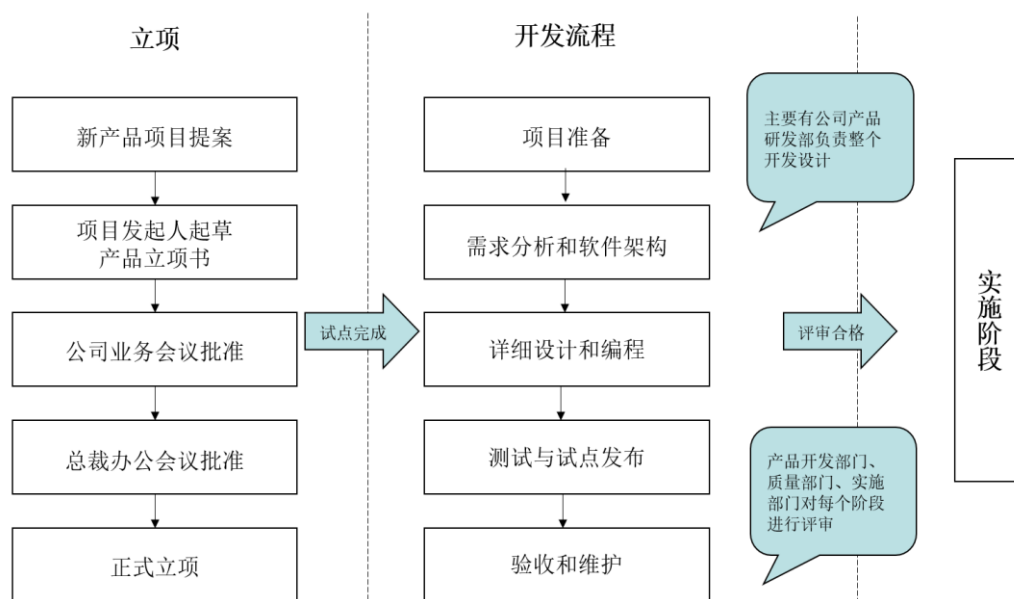 立项
新产品项目提案
项目发起人起草
产品立项书
公司业务会议批准
总裁办公会议批准
正式立项
试点完成
开发流程
项目准备
需求分析和软件架构
详细设计和编程
测试与试点发布
验收和维护
主要有公司产品
研发部负责整个
开发设计
评审合格
产品开发部门、
质量部门、实施
部门对每个阶段
进行评审
实施阶段